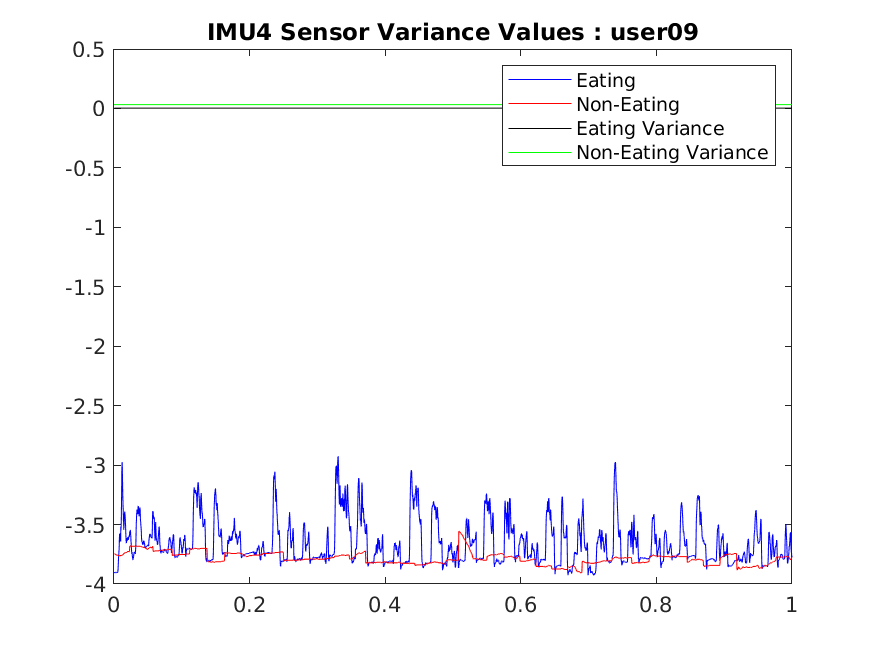 IMU4 Sensor Variance Values : user09
0.5
0
-0.5
-1
-1.5
-2
-2.5
-3
-3.5
-4
Eating
Non-Eating
Eating Variance
Non-Eating Variance
0 0.2 0.4 0.6 0.8 1